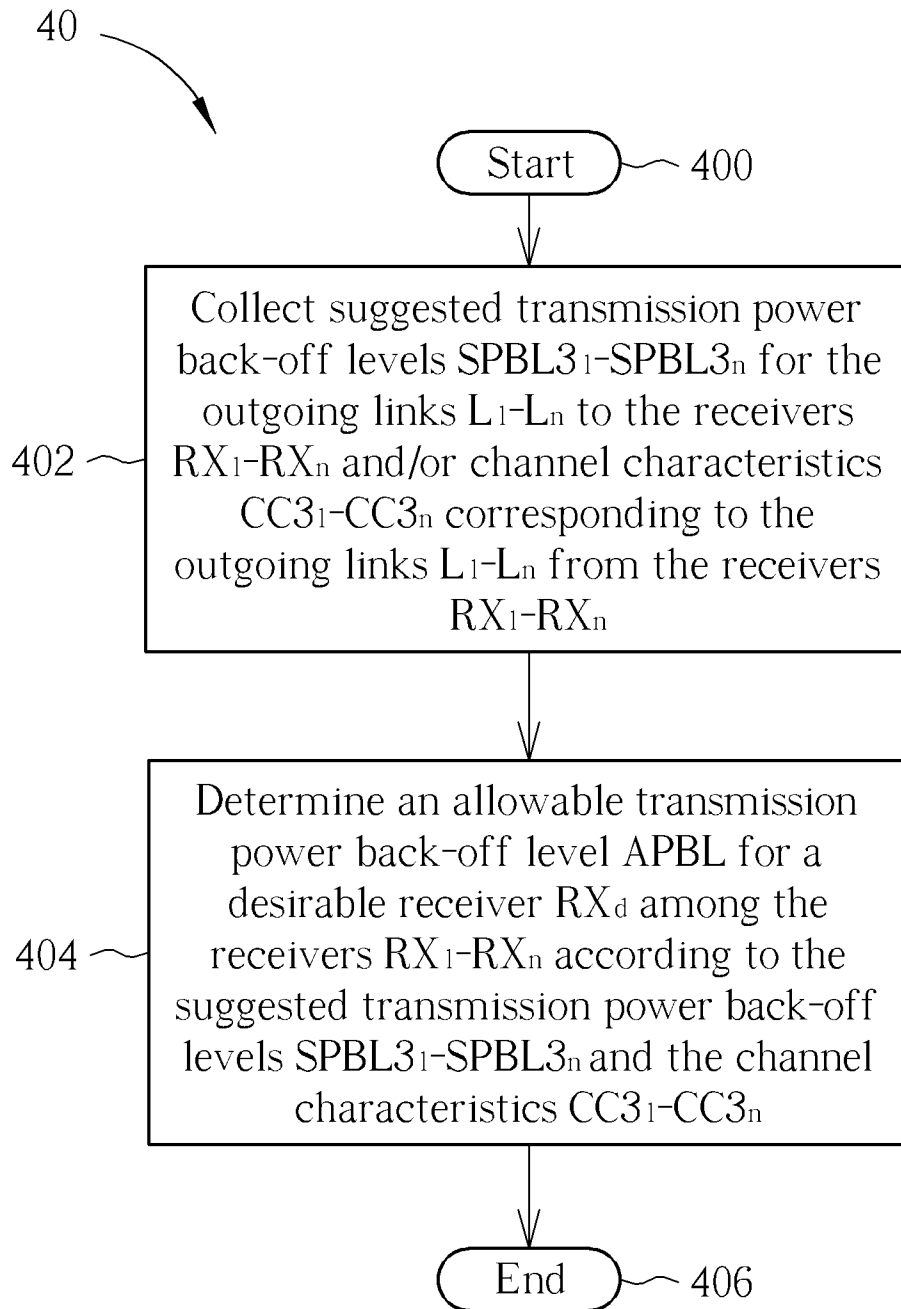 40
Start
400
Collect suggested transmission power
back-off levels SPBL3₁-SPBL3ₙ for the
outgoing links L₁-Lₙ to the receivers
RX₁-RXₙ and/or channel characteristics
CC3₁-CC3ₙ corresponding to the
outgoing links L₁-Lₙ from the receivers
RX₁-RXₙ
402
Determine an allowable transmission
power back-off level APBL for a
desirable receiver RX_d among the
receivers RX₁-RXₙ according to the
suggested transmission power back-off
levels SPBL3₁-SPBL3ₙ and the channel
characteristics CC3₁-CC3ₙ
404
End
406